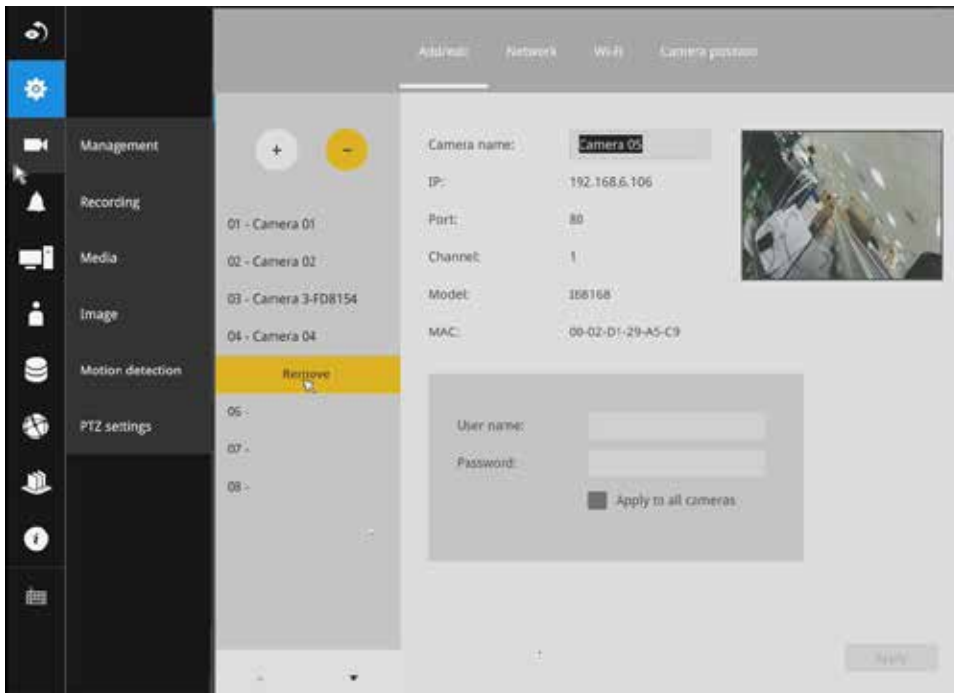 Add/edit Network Wi-Fi Camera position
Management
Recording
Media
Image
Motion detection
PTZ settings
+ -
01 - Camera 01
02 - Camera 02
03 - Camera 3-FD8154
04 - Camera 04
Remove
06 -
07 -
08 -
Camera name: Camera 05
IP: 192.168.6.106
Port: 80
Channel: 1
Model: IB8168
MAC: 00-02-D1-29-A5-C9
User name:
Password:
Apply to all cameras
Apply